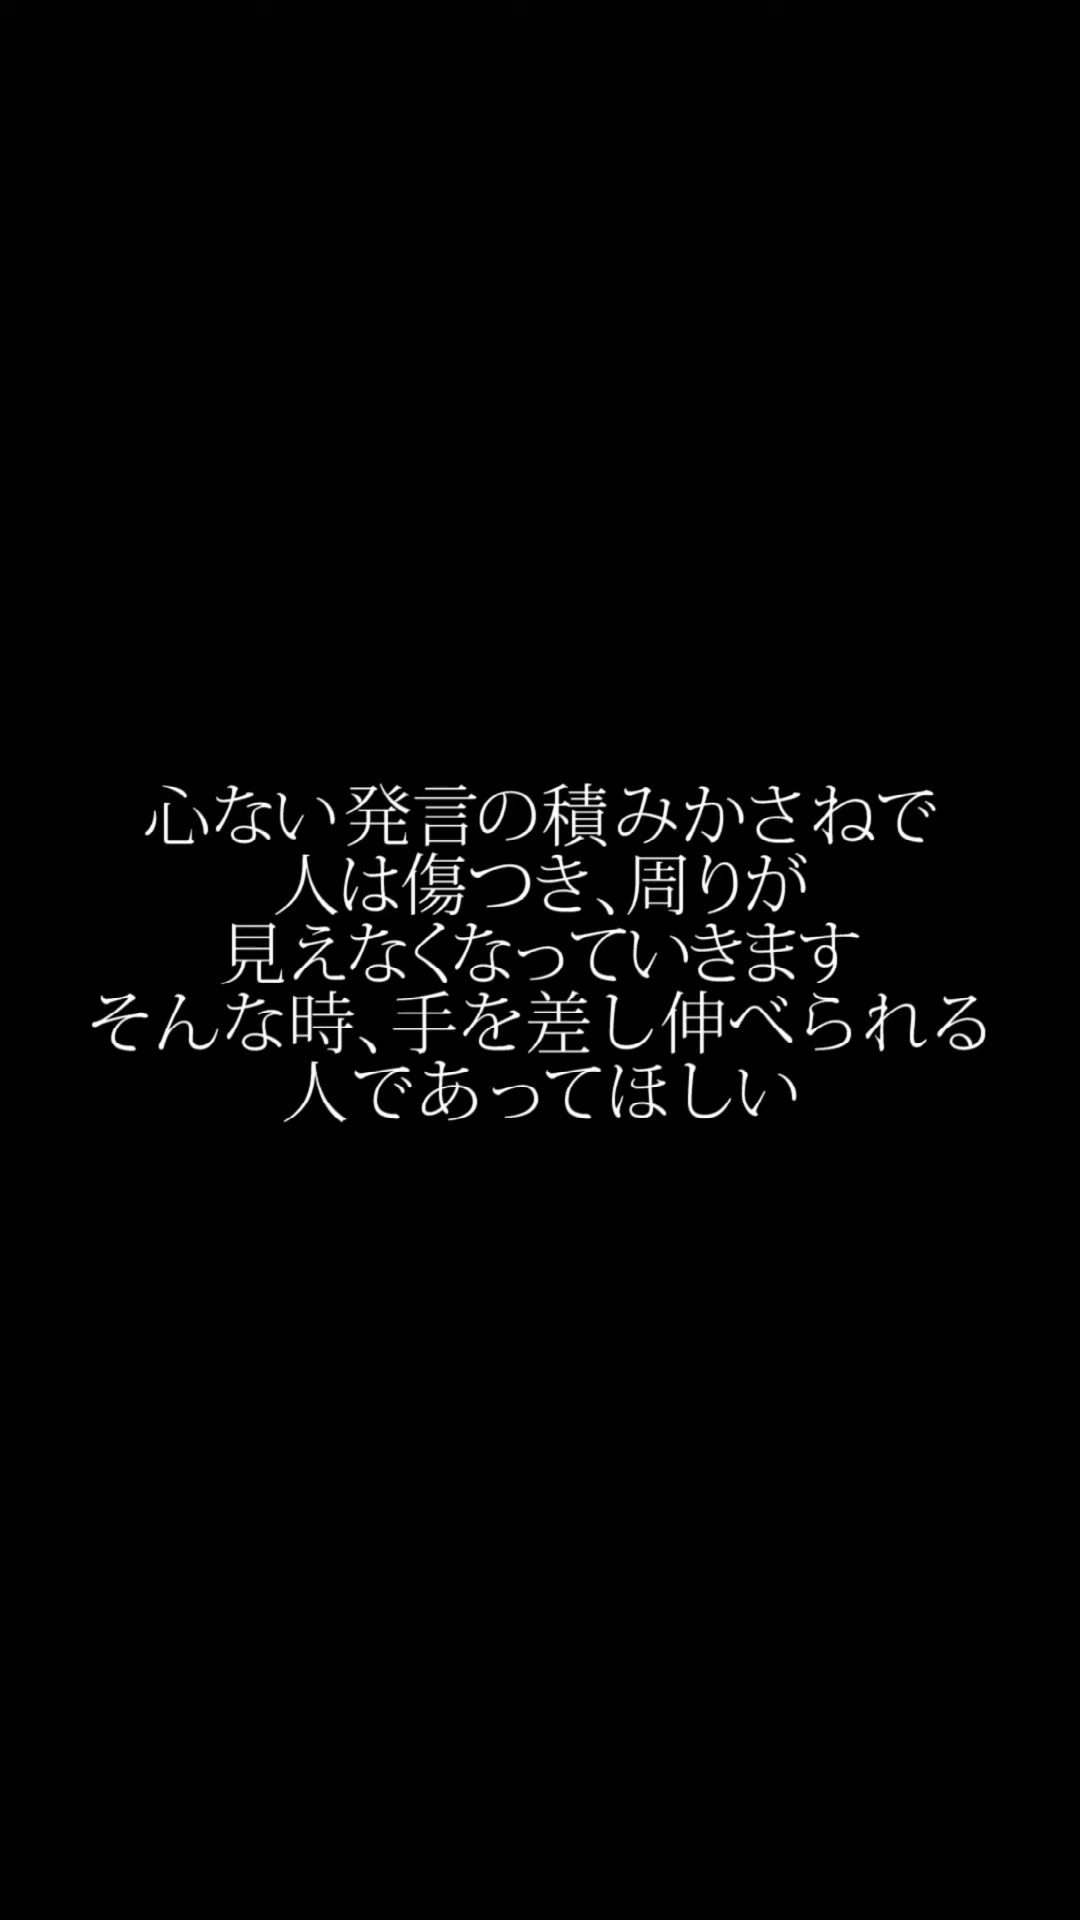 心ない発言の積みかさねで
人は傷つき、周りが
見えなくなっていきます
そんな時、手を差し伸べられる
人であってほしい